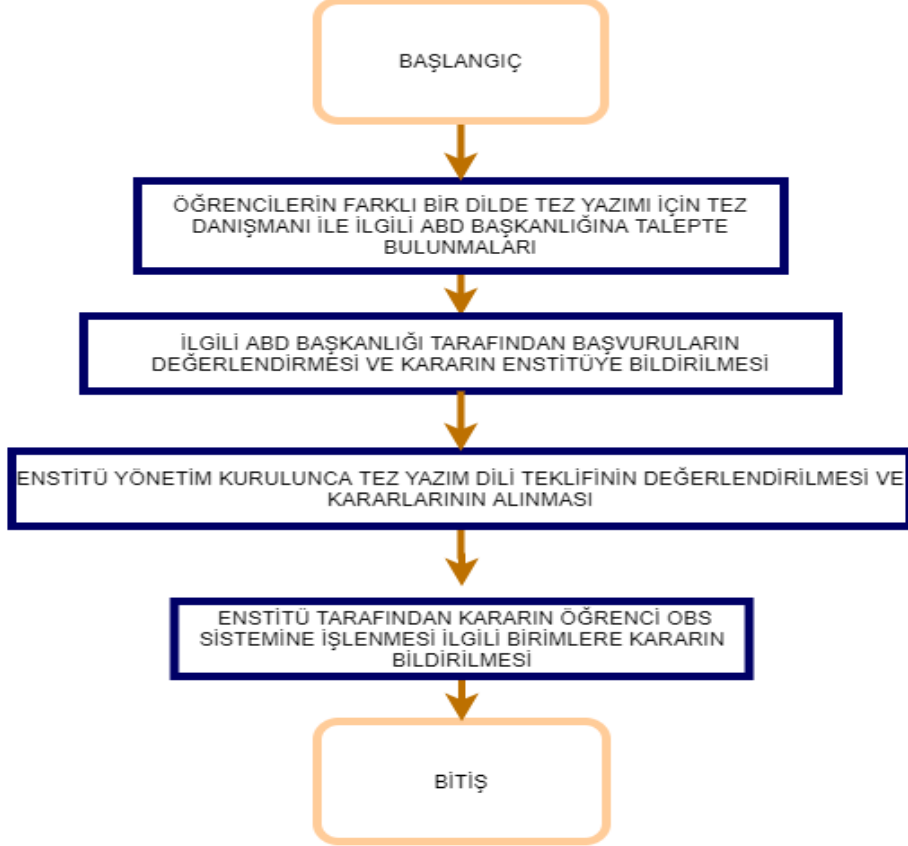 BAŞLANGIÇ
ÖĞRENCİLERİN FARKLI BİR DİLDE TEZ YAZIMI İÇİN TEZ
DANIŞMANI İLE İLGİLİ ABD BAŞKANLIĞINA TALEPTE
BULUNMALARI
İLGİLİ ABD BAŞKANLIĞI TARAFINDAN BAŞVURULARIN
DEĞERLENDİRMESİ VE KARARIN ENSTİTÜYE BİLDİRİLMESİ
ENSTİTÜ YÖNETİM KURULUNCA TEZ YAZIM DİLİ TEKLİFİNİN DEĞERLENDİRİLMESİ VE
KARARLARININ ALINMASI
ENSTİTÜ TARAFINDAN KARARIN ÖĞRENCİ OBS
SİSTEMİNE İŞLENMESİ İLGİLİ BİRİMLERE KARARIN
BİLDİRİLMESİ
BİTİŞ